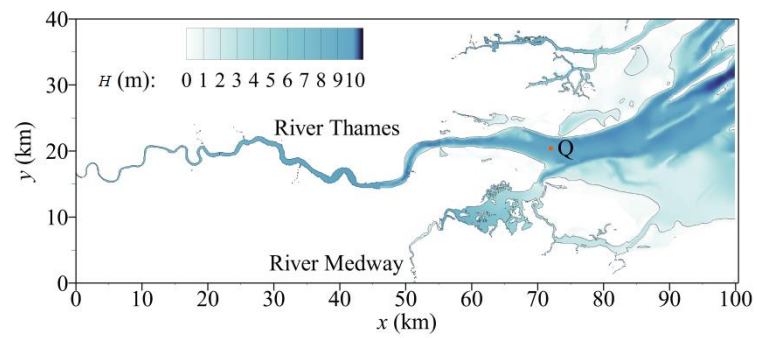 40
30
20
10
0
y (km)
H (m): 0 1 2 3 4 5 6 7 8 9 10
River Thames
Q
River Medway
0 10 20 30 40 50 60 70 80 90 100
x (km)